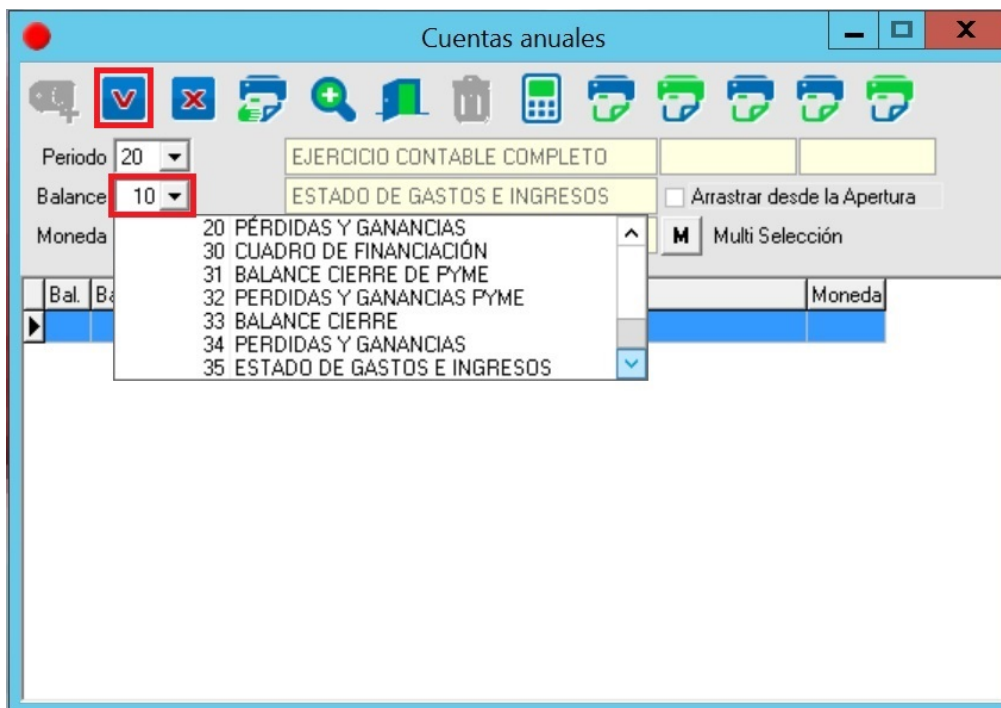 Cuentas anuales
Periodo 20 EJERCICIO CONTABLE COMPLETO
Balance 10 ESTADO DE GASTOS E INGRESOS Arrastrar desde la Apertura
Moneda M Multi Selección
20 PÉRDIDAS Y GANANCIAS
30 CUADRO DE FINANCIACIÓN
31 BALANCE CIERRE DE PYME
32 PERDIDAS Y GANANCIAS PYME
33 BALANCE CIERRE
34 PERDIDAS Y GANANCIAS
35 ESTADO DE GASTOS E INGRESOS
Bal. Moneda